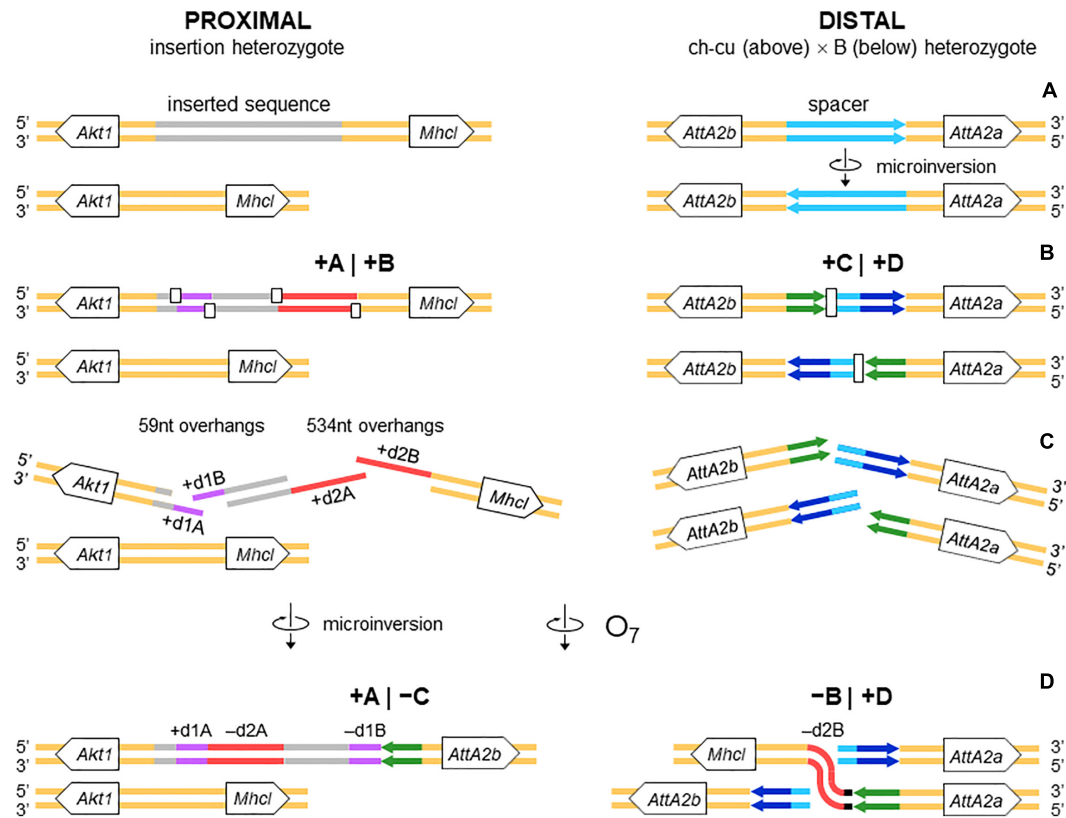 PROXIMAL
insertion heterozygote
DISTAL
ch-cu (above) × B (below) heterozygote
A
inserted sequence
5'
3'
Akt1
Mhcl
5'
3'
Akt1
Mhcl
spacer
AttA2b
AttA2a
3'
5'
microinversion
AttA2b
AttA2a
3'
5'
B
+A | +B
5'
3'
Akt1
Mhcl
5'
3'
Akt1
Mhcl
+C | +D
AttA2b
AttA2a
3'
5'
AttA2b
AttA2a
3'
5'
C
59nt overhangs
534nt overhangs
5'
3'
Akt1
+d1B
+d1A
+d2B
+d2A
Mhcl
5'
3'
Akt1
Mhcl
AttA2b
AttA2a
3'
5'
AttA2b
AttA2a
3'
5'
microinversion
O7
D
+A | −C
+d1A
−d2A
−d1B
5'
3'
Akt1
AttA2b
5'
3'
Akt1
Mhcl
−B | +D
−d2B
Mhcl
AttA2a
3'
5'
AttA2b
AttA2a
3'
5'